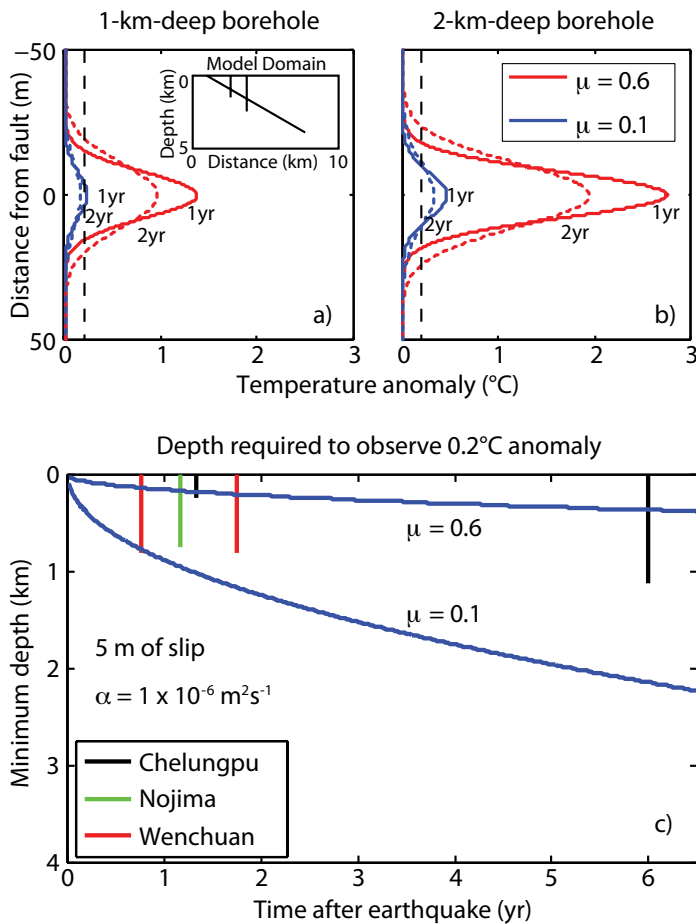 1-km-deep borehole
2-km-deep borehole
−50
0
50
Distance from fault (m)
Model Domain
0
5
Depth (km)
0
10
Distance (km)
1yr
2yr
2yr
1yr
a)
μ = 0.6
μ = 0.1
1yr
2yr
2yr
1yr
b)
0
1
2
3
0
1
2
3
Temperature anomaly (°C)
Depth required to observe 0.2°C anomaly
0
1
2
3
4
Minimum depth (km)
μ = 0.6
μ = 0.1
5 m of slip
α = 1 x 10⁻⁶ m²s⁻¹
Chelungpu
Nojima
Wenchuan
c)
0
1
2
3
4
5
6
Time after earthquake (yr)